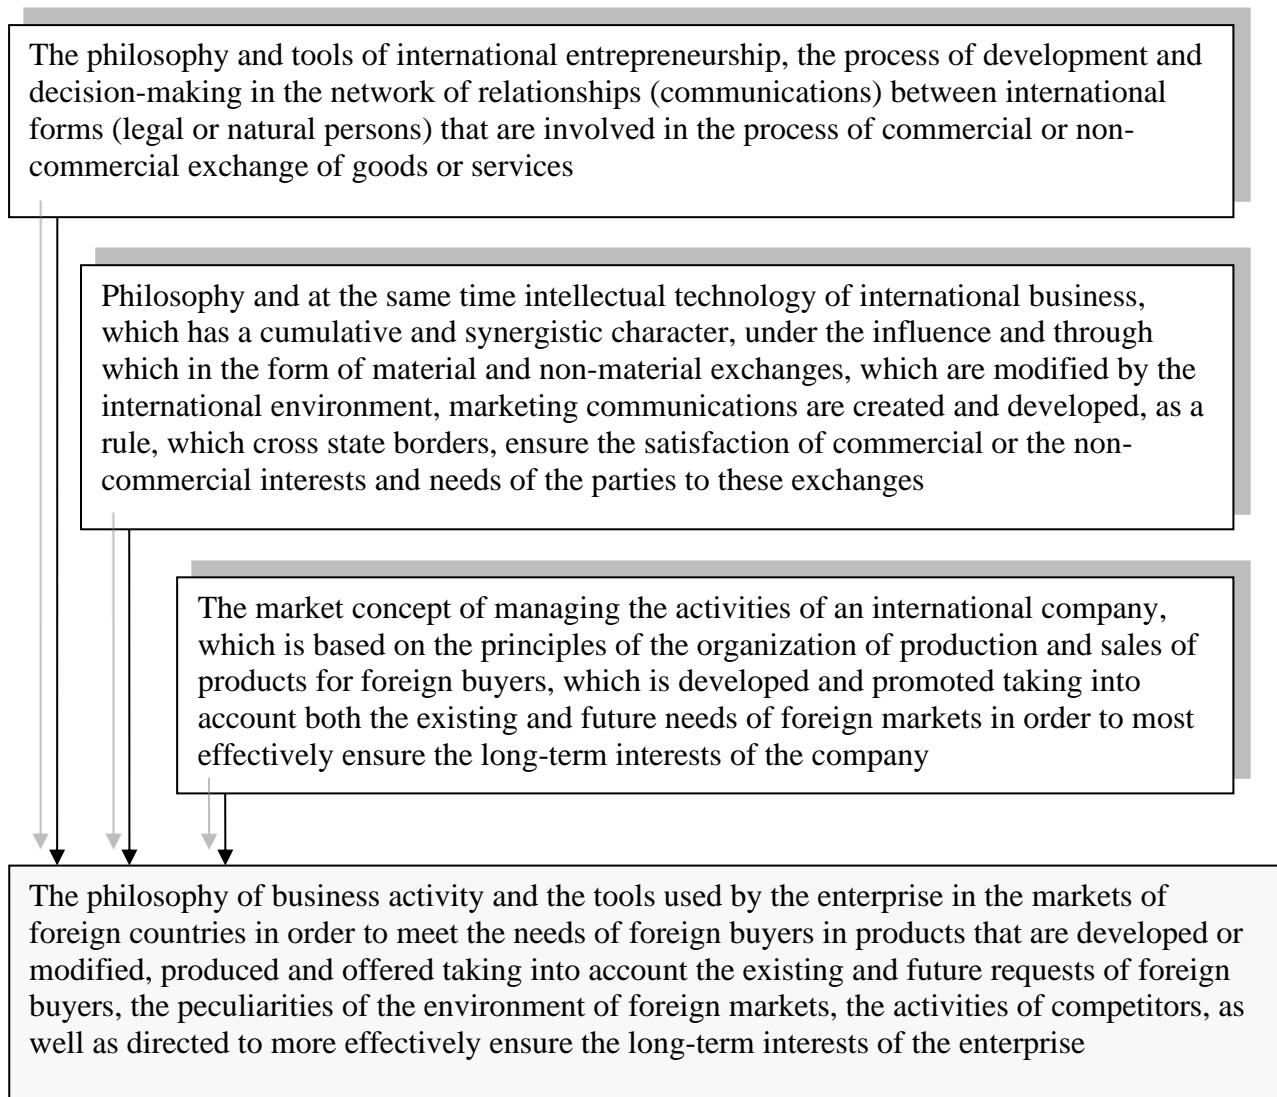 The philosophy and tools of international entrepreneurship, the process of development and
decision-making in the network of relationships (communications) between international
forms (legal or natural persons) that are involved in the process of commercial or non-
commercial exchange of goods or services
Philosophy and at the same time intellectual technology of international business,
which has a cumulative and synergistic character, under the influence and through
which in the form of material and non-material exchanges, which are modified by the
international environment, marketing communications are created and developed, as a
rule, which cross state borders, ensure the satisfaction of commercial or the non-
commercial interests and needs of the parties to these exchanges
The market concept of managing the activities of an international company,
which is based on the principles of the organization of production and sales of
products for foreign buyers, which is developed and promoted taking into
account both the existing and future needs of foreign markets in order to most
effectively ensure the long-term interests of the company
The philosophy of business activity and the tools used by the enterprise in the markets of
foreign countries in order to meet the needs of foreign buyers in products that are developed or
modified, produced and offered taking into account the existing and future requests of foreign
buyers, the peculiarities of the environment of foreign markets, the activities of competitors, as
well as directed to more effectively ensure the long-term interests of the enterprise